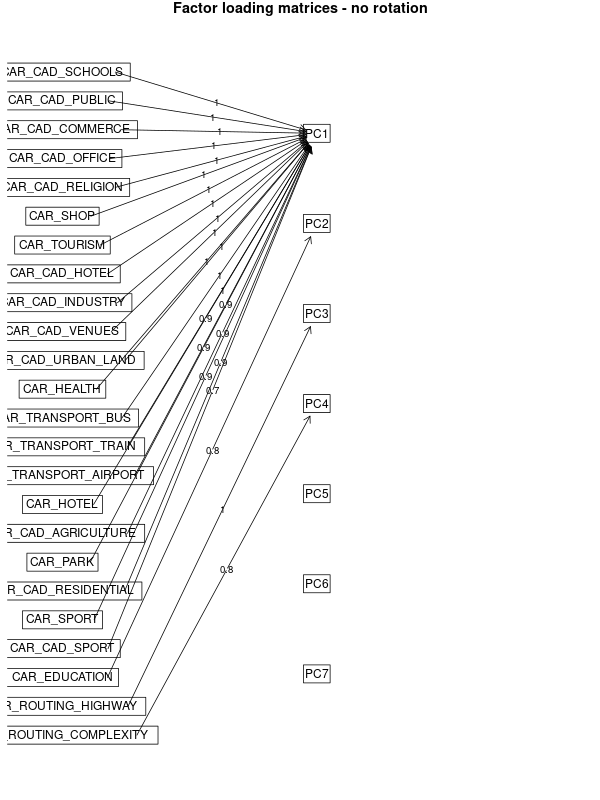 Factor loading matrices - no rotation
CAR_CAD_SCHOOLS
CAR_CAD_PUBLIC
AR_CAD_COMMERCE
CAR_CAD_OFFICE
CAR_CAD_RELIGION
CAR_SHOP
CAR_TOURISM
CAR_CAD_HOTEL
CAR_CAD_INDUSTRY
CAR_CAD_VENUES
R_CAD_URBAN_LAND
CAR_HEALTH
AR_TRANSPORT_BUS
R_TRANSPORT_TRAIN
_TRANSPORT_AIRPORT
CAR_HOTEL
R_CAD_AGRICULTURE
CAR_PARK
R_CAD_RESIDENTIAL
CAR_SPORT
CAR_CAD_SPORT
CAR_EDUCATION
R_ROUTING_HIGHWAY
ROUTING_COMPLEXITY
1
1
1
1
1
1
1
1
1
1
1
1
1
1
0.9
0.9
0.9
0.9
0.9
0.9
0.7
0.8
1
0.8
PC1
PC2
PC3
PC4
PC5
PC6
PC7